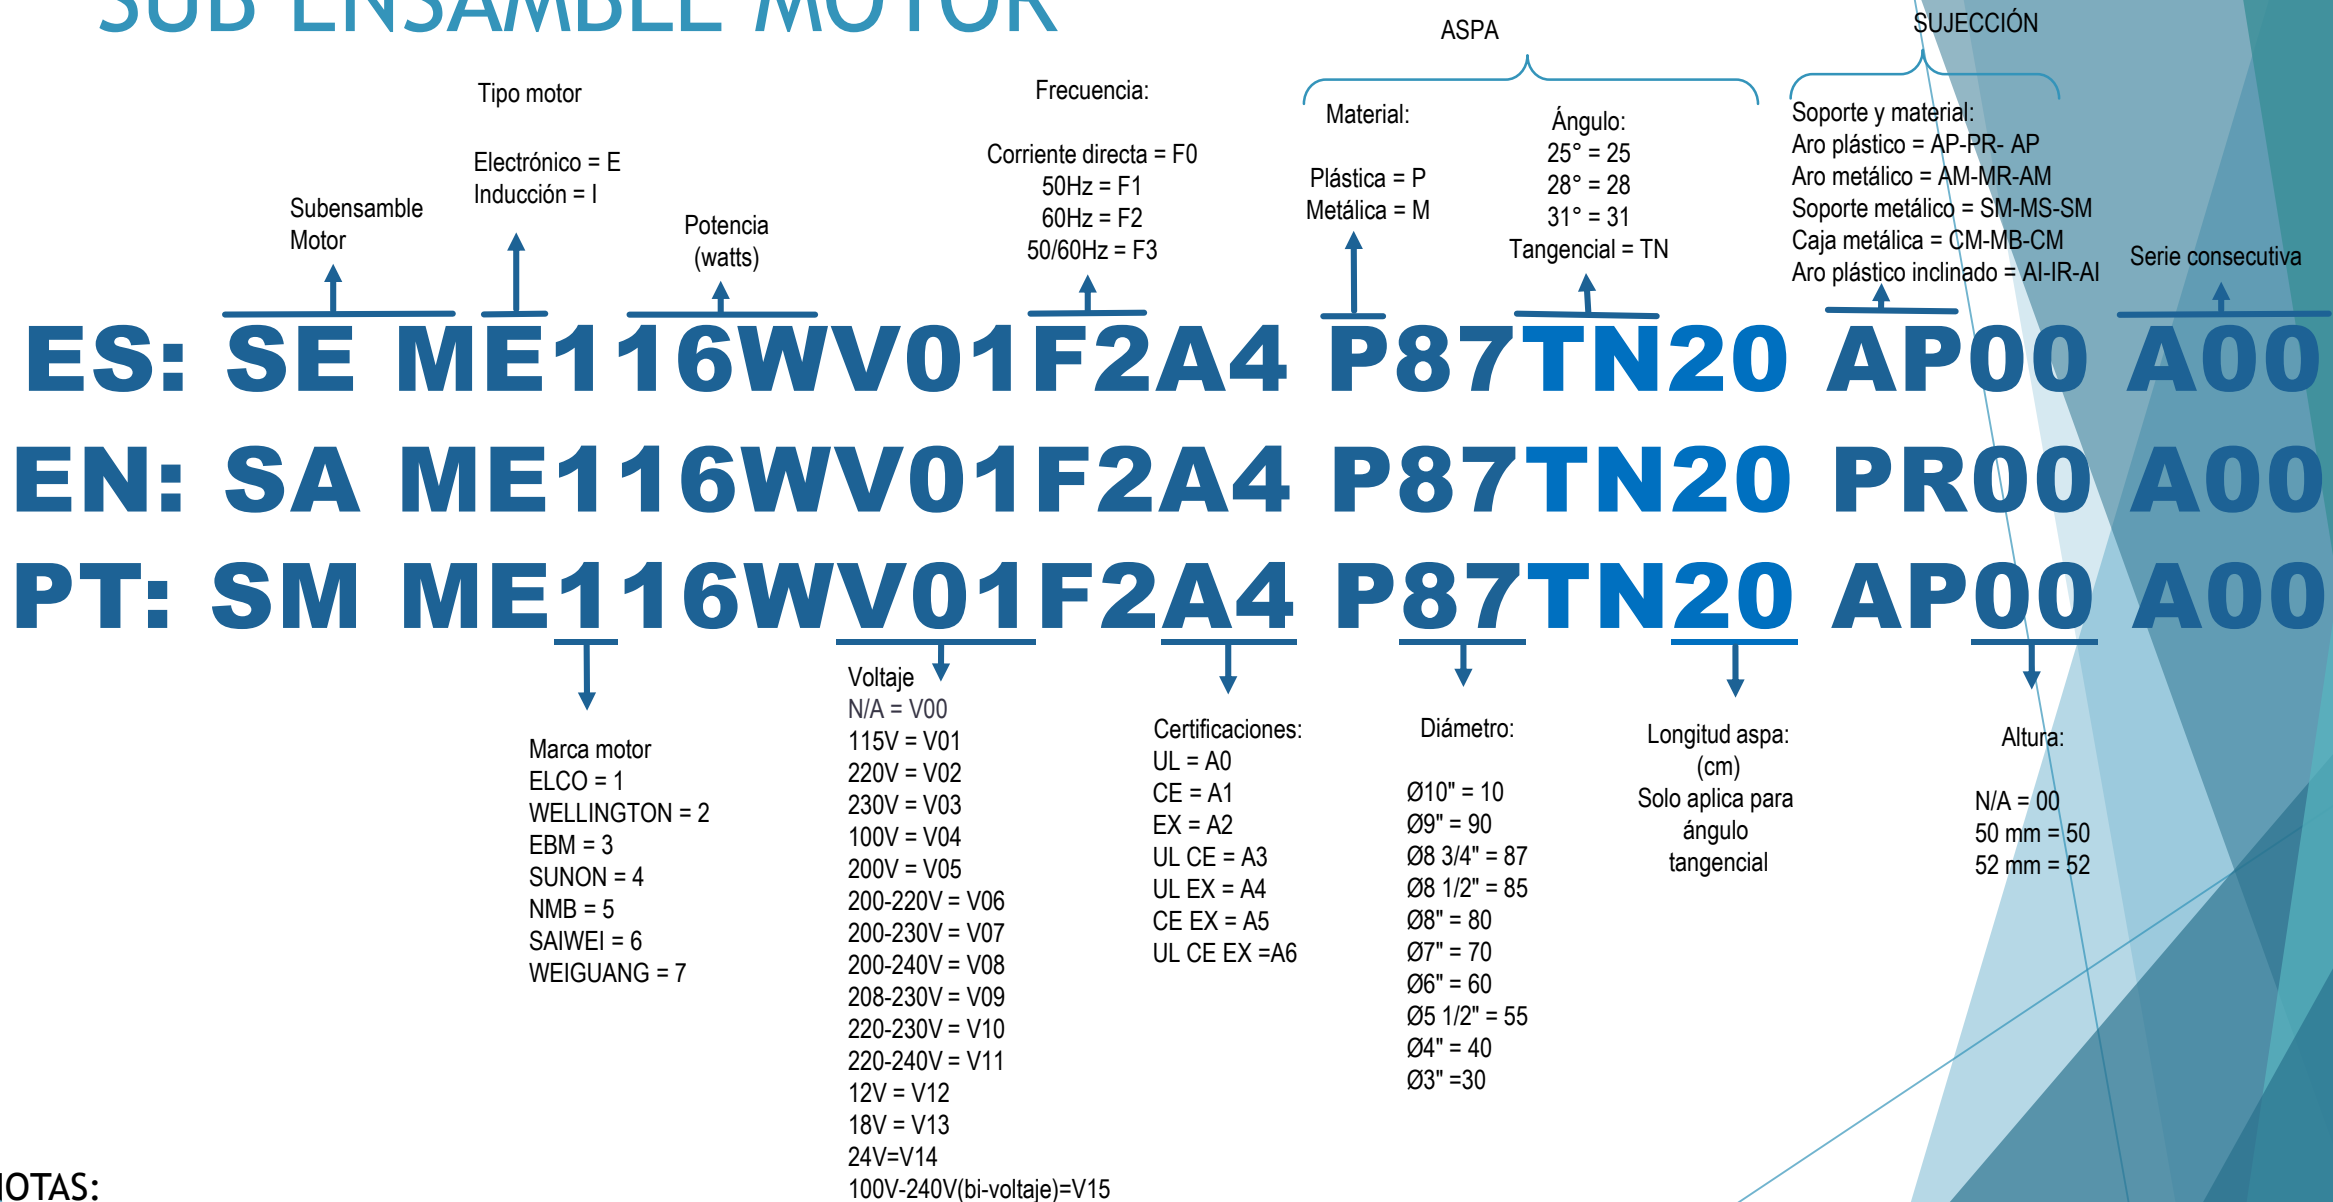 SUB ENSAMBLE MOTOR
ASPA
SUJECCIÓN
Tipo motor
Electrónico = E
Inducción = I
Subensamble
Motor
Potencia
(watts)
Frecuencia:
Corriente directa = F0
50Hz = F1
60Hz = F2
50/60Hz = F3
Material:
Plástica = P
Metálica = M
Ángulo:
25° = 25
28° = 28
31° = 31
Tangencial = TN
Soporte y material:
Aro plástico = AP-PR- AP
Aro metálico = AM-MR-AM
Soporte metálico = SM-MS-SM
Caja metálica = CM-MB-CM
Aro plástico inclinado = AI-IR-AI
Serie consecutiva
ES: SE ME116WV01F2A4 P87TN20 AP00 A00
EN: SA ME116WV01F2A4 P87TN20 PR00 A00
PT: SM ME116WV01F2A4 P87TN20 AP00 A00
Marca motor
ELCO = 1
WELLINGTON = 2
EBM = 3
SUNON = 4
NMB = 5
SAIWEI = 6
WEIGUANG = 7
Voltaje
N/A = V00
115V = V01
220V = V02
230V = V03
100V = V04
200V = V05
200-220V = V06
200-230V = V07
200-240V = V08
208-230V = V09
220-230V = V10
220-240V = V11
12V = V12
18V = V13
24V=V14
100V-240V(bi-voltaje)=V15
Certificaciones:
UL = A0
CE = A1
EX = A2
UL CE = A3
UL EX = A4
CE EX = A5
UL CE EX =A6
Diámetro:
Ø10" = 10
Ø9" = 90
Ø8 3/4" = 87
Ø8 1/2" = 85
Ø8" = 80
Ø7" = 70
Ø6" = 60
Ø5 1/2" = 55
Ø4" = 40
Ø3" =30
Longitud aspa:
(cm)
Solo aplica para
ángulo
tangencial
Altura:
N/A = 00
50 mm = 50
52 mm = 52
NOTAS: